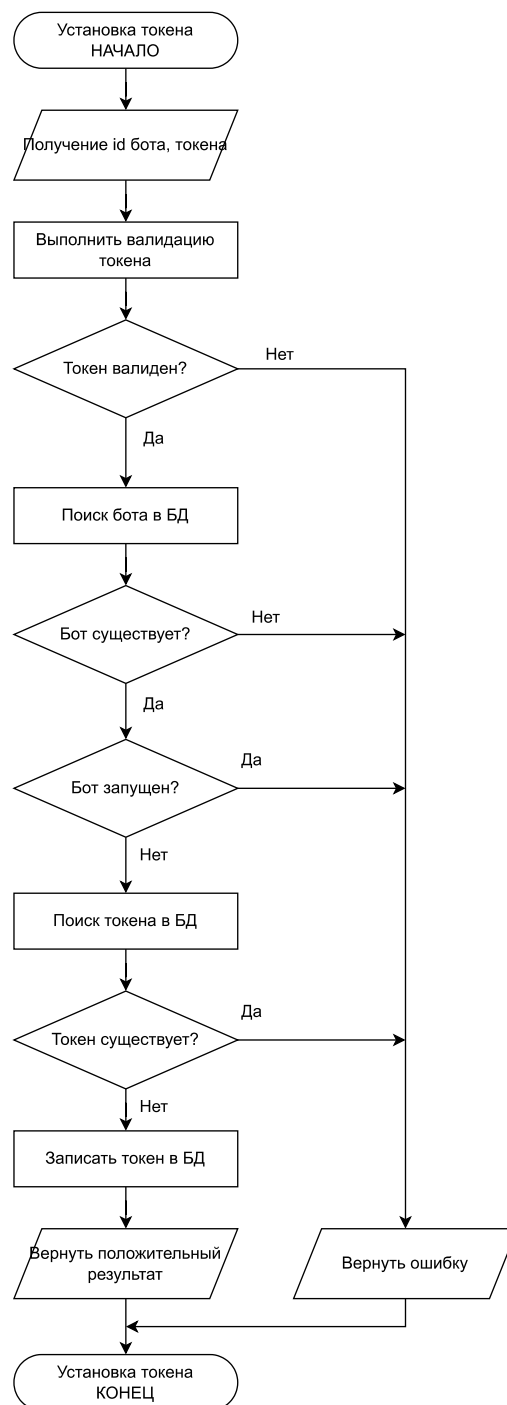 Установка токена
НАЧАЛО
Получение id бота, токена
Выполнить валидацию
токена
Токен валиден?
Нет
Да
Поиск бота в БД
Бот существует?
Нет
Да
Бот запущен?
Да
Нет
Поиск токена в БД
Токен существует?
Да
Нет
Записать токен в БД
Вернуть положительный
результат
Вернуть ошибку
Установка токена
КОНЕЦ